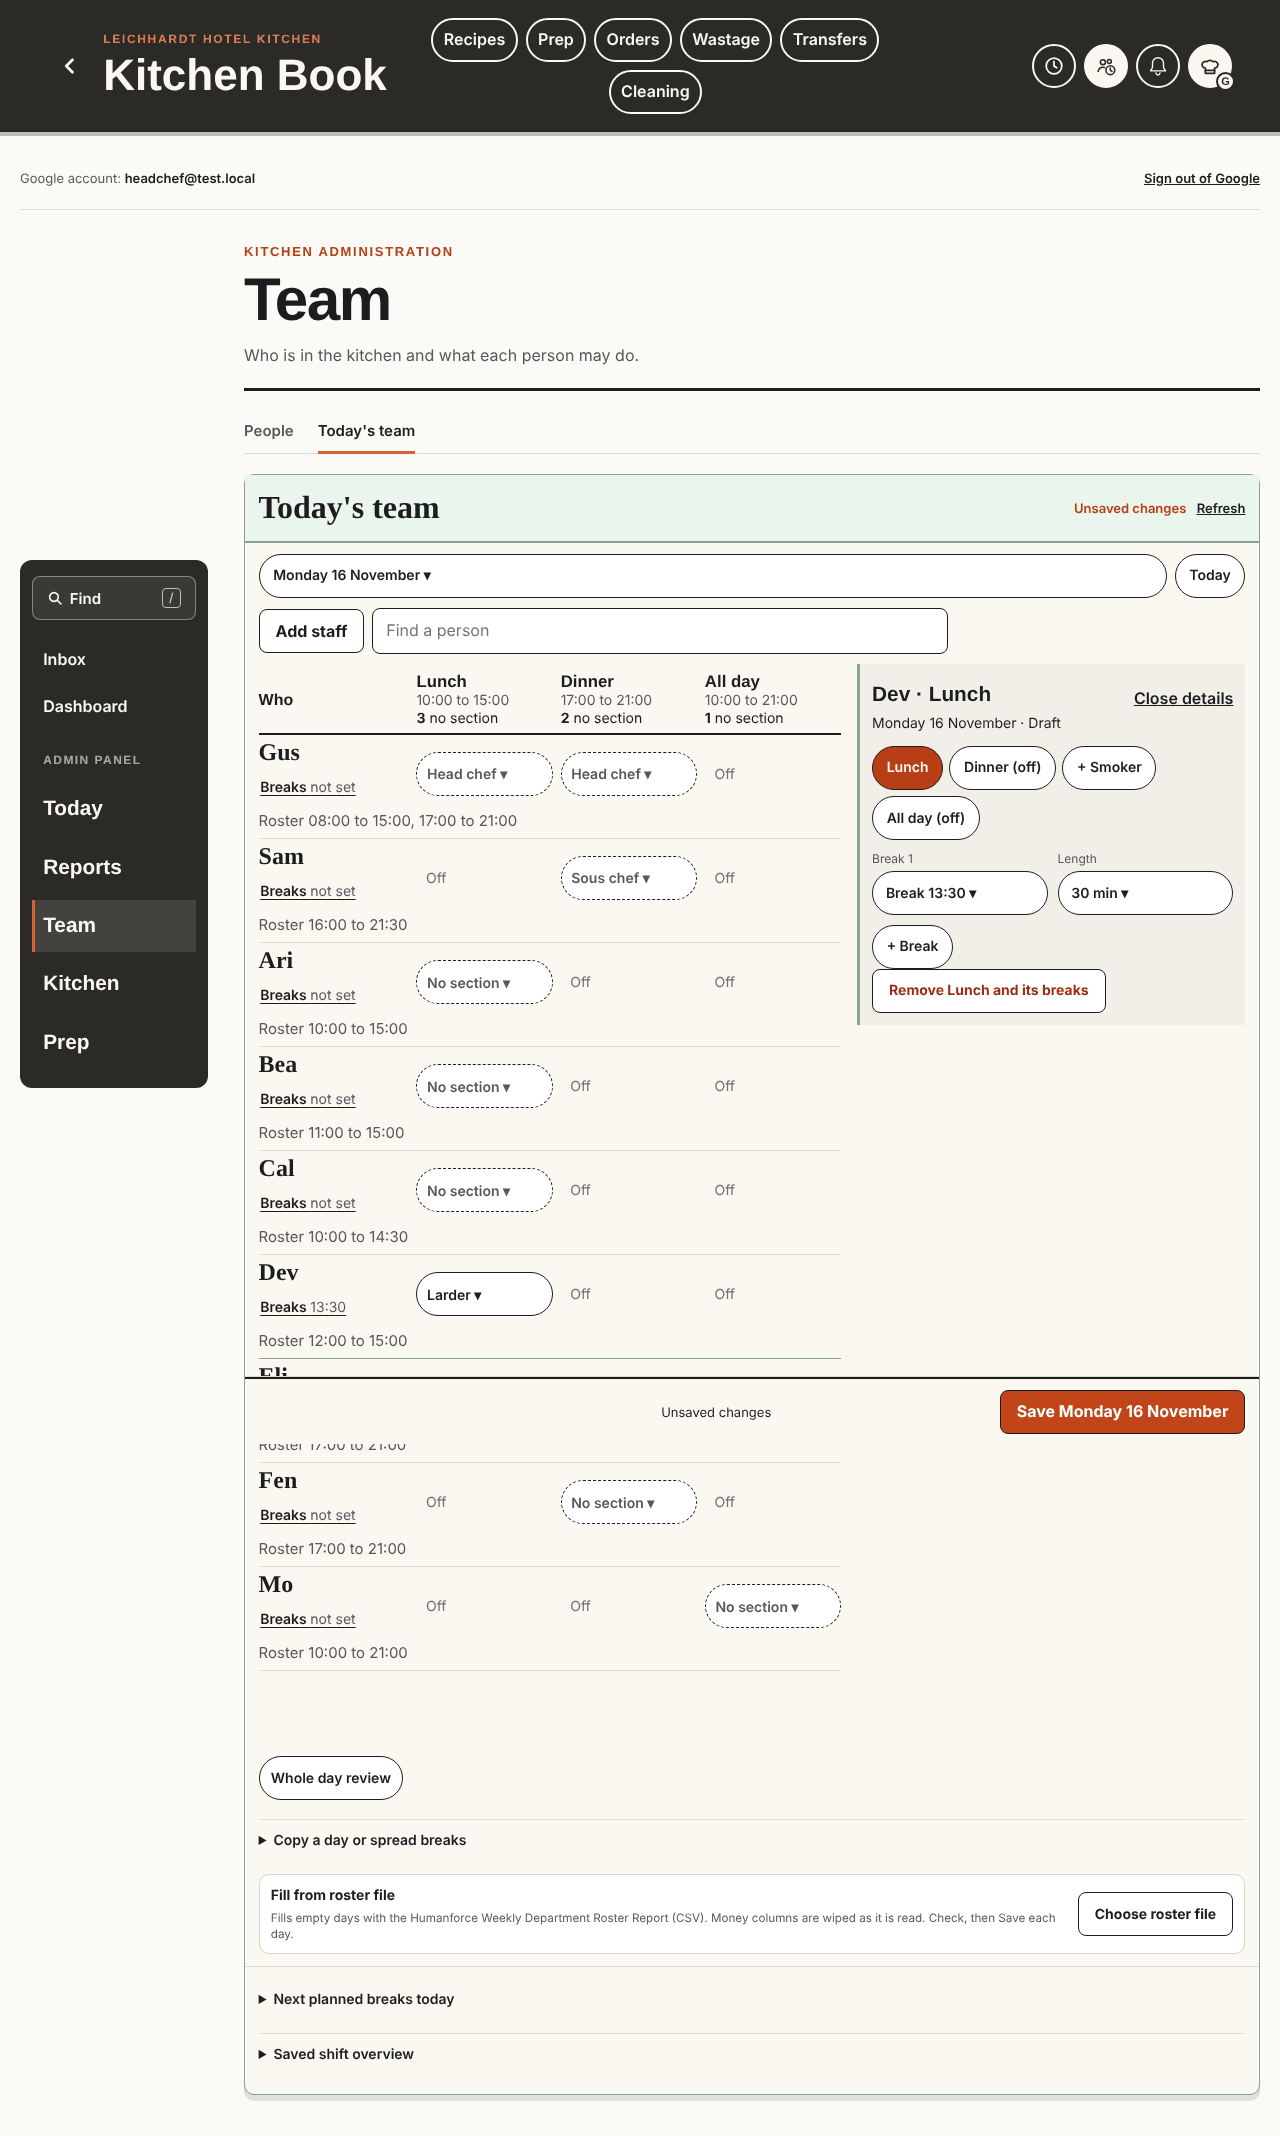 LEICHHARDT HOTEL KITCHEN
Kitchen Book
Recipes
Prep
Orders
Wastage
Transfers
Cleaning
G
Google account: headchef@test.local
Sign out of Google
KITCHEN ADMINISTRATION
Team
Who is in the kitchen and what each person may do.
People
Today's team
Find
/
Inbox
Dashboard
ADMIN PANEL
Today
Reports
Team
Kitchen
Prep
Today's team
Unsaved changes
Refresh
Monday 16 November ▾
Today
Add staff
Find a person
Who
Lunch
10:00 to 15:00
3 no section
Dinner
17:00 to 21:00
2 no section
All day
10:00 to 21:00
1 no section
Gus
Breaks not set
Head chef ▾
Head chef ▾
Off
Roster 08:00 to 15:00, 17:00 to 21:00
Sam
Breaks not set
Off
Sous chef ▾
Off
Roster 16:00 to 21:30
Ari
Breaks not set
No section ▾
Off
Off
Roster 10:00 to 15:00
Bea
Breaks not set
No section ▾
Off
Off
Roster 11:00 to 15:00
Cal
Breaks not set
No section ▾
Off
Off
Roster 10:00 to 14:30
Dev
Breaks 13:30
Larder ▾
Off
Off
Roster 12:00 to 15:00
Eli
Dev · Lunch
Close details
Monday 16 November · Draft
Lunch
Dinner (off)
+ Smoker
All day (off)
Break 1
Length
Break 13:30 ▾
30 min ▾
+ Break
Remove Lunch and its breaks
Unsaved changes
Save Monday 16 November
Roster 17:00 to 21:00
Fen
Breaks not set
Off
No section ▾
Off
Roster 17:00 to 21:00
Mo
Breaks not set
Off
Off
No section ▾
Roster 10:00 to 21:00
Whole day review
▶ Copy a day or spread breaks
Fill from roster file
Fills empty days with the Humanforce Weekly Department Roster Report (CSV). Money columns are wiped as it is read. Check, then Save each
day.
Choose roster file
▶ Next planned breaks today
▶ Saved shift overview